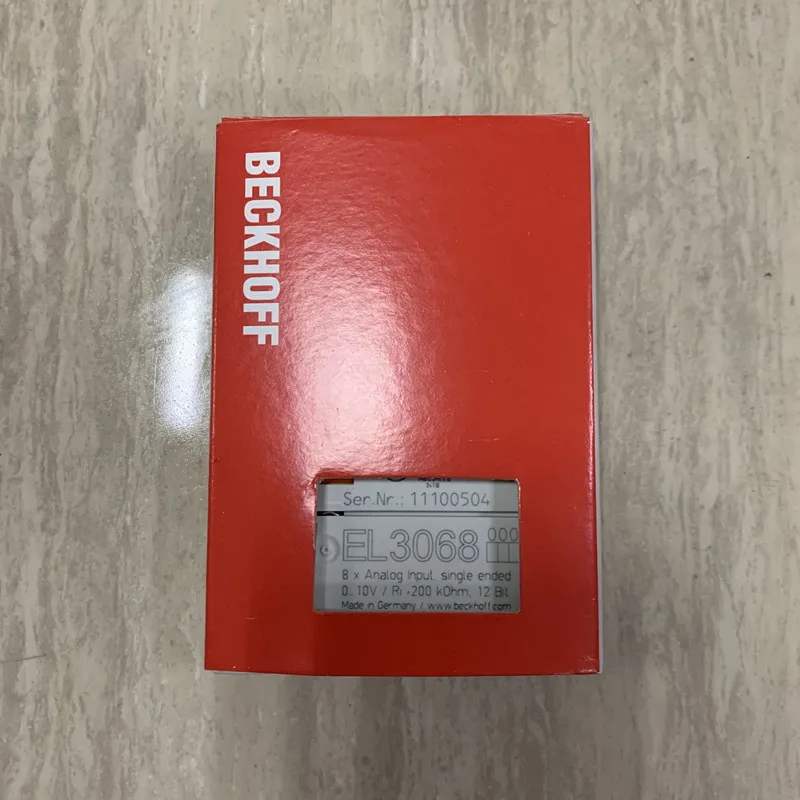 BECKHOFF
Ser.Nr.: 11100504
EL3068
000
8 x Analog Input, single ended
0...10V / Ri >200 kOhm, 12 Bit
Made in Germany / www.beckhoff.com